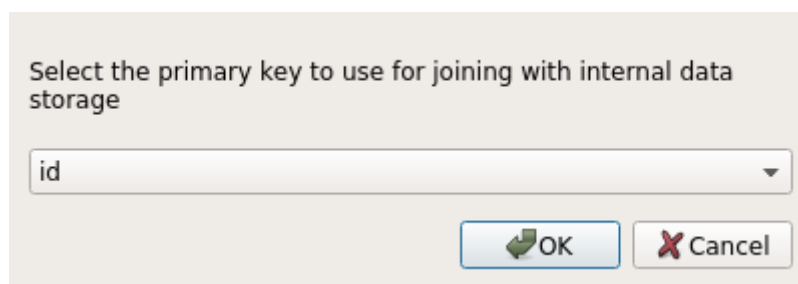 Select the primary key to use for joining with internal data
storage
id
OK
Cancel